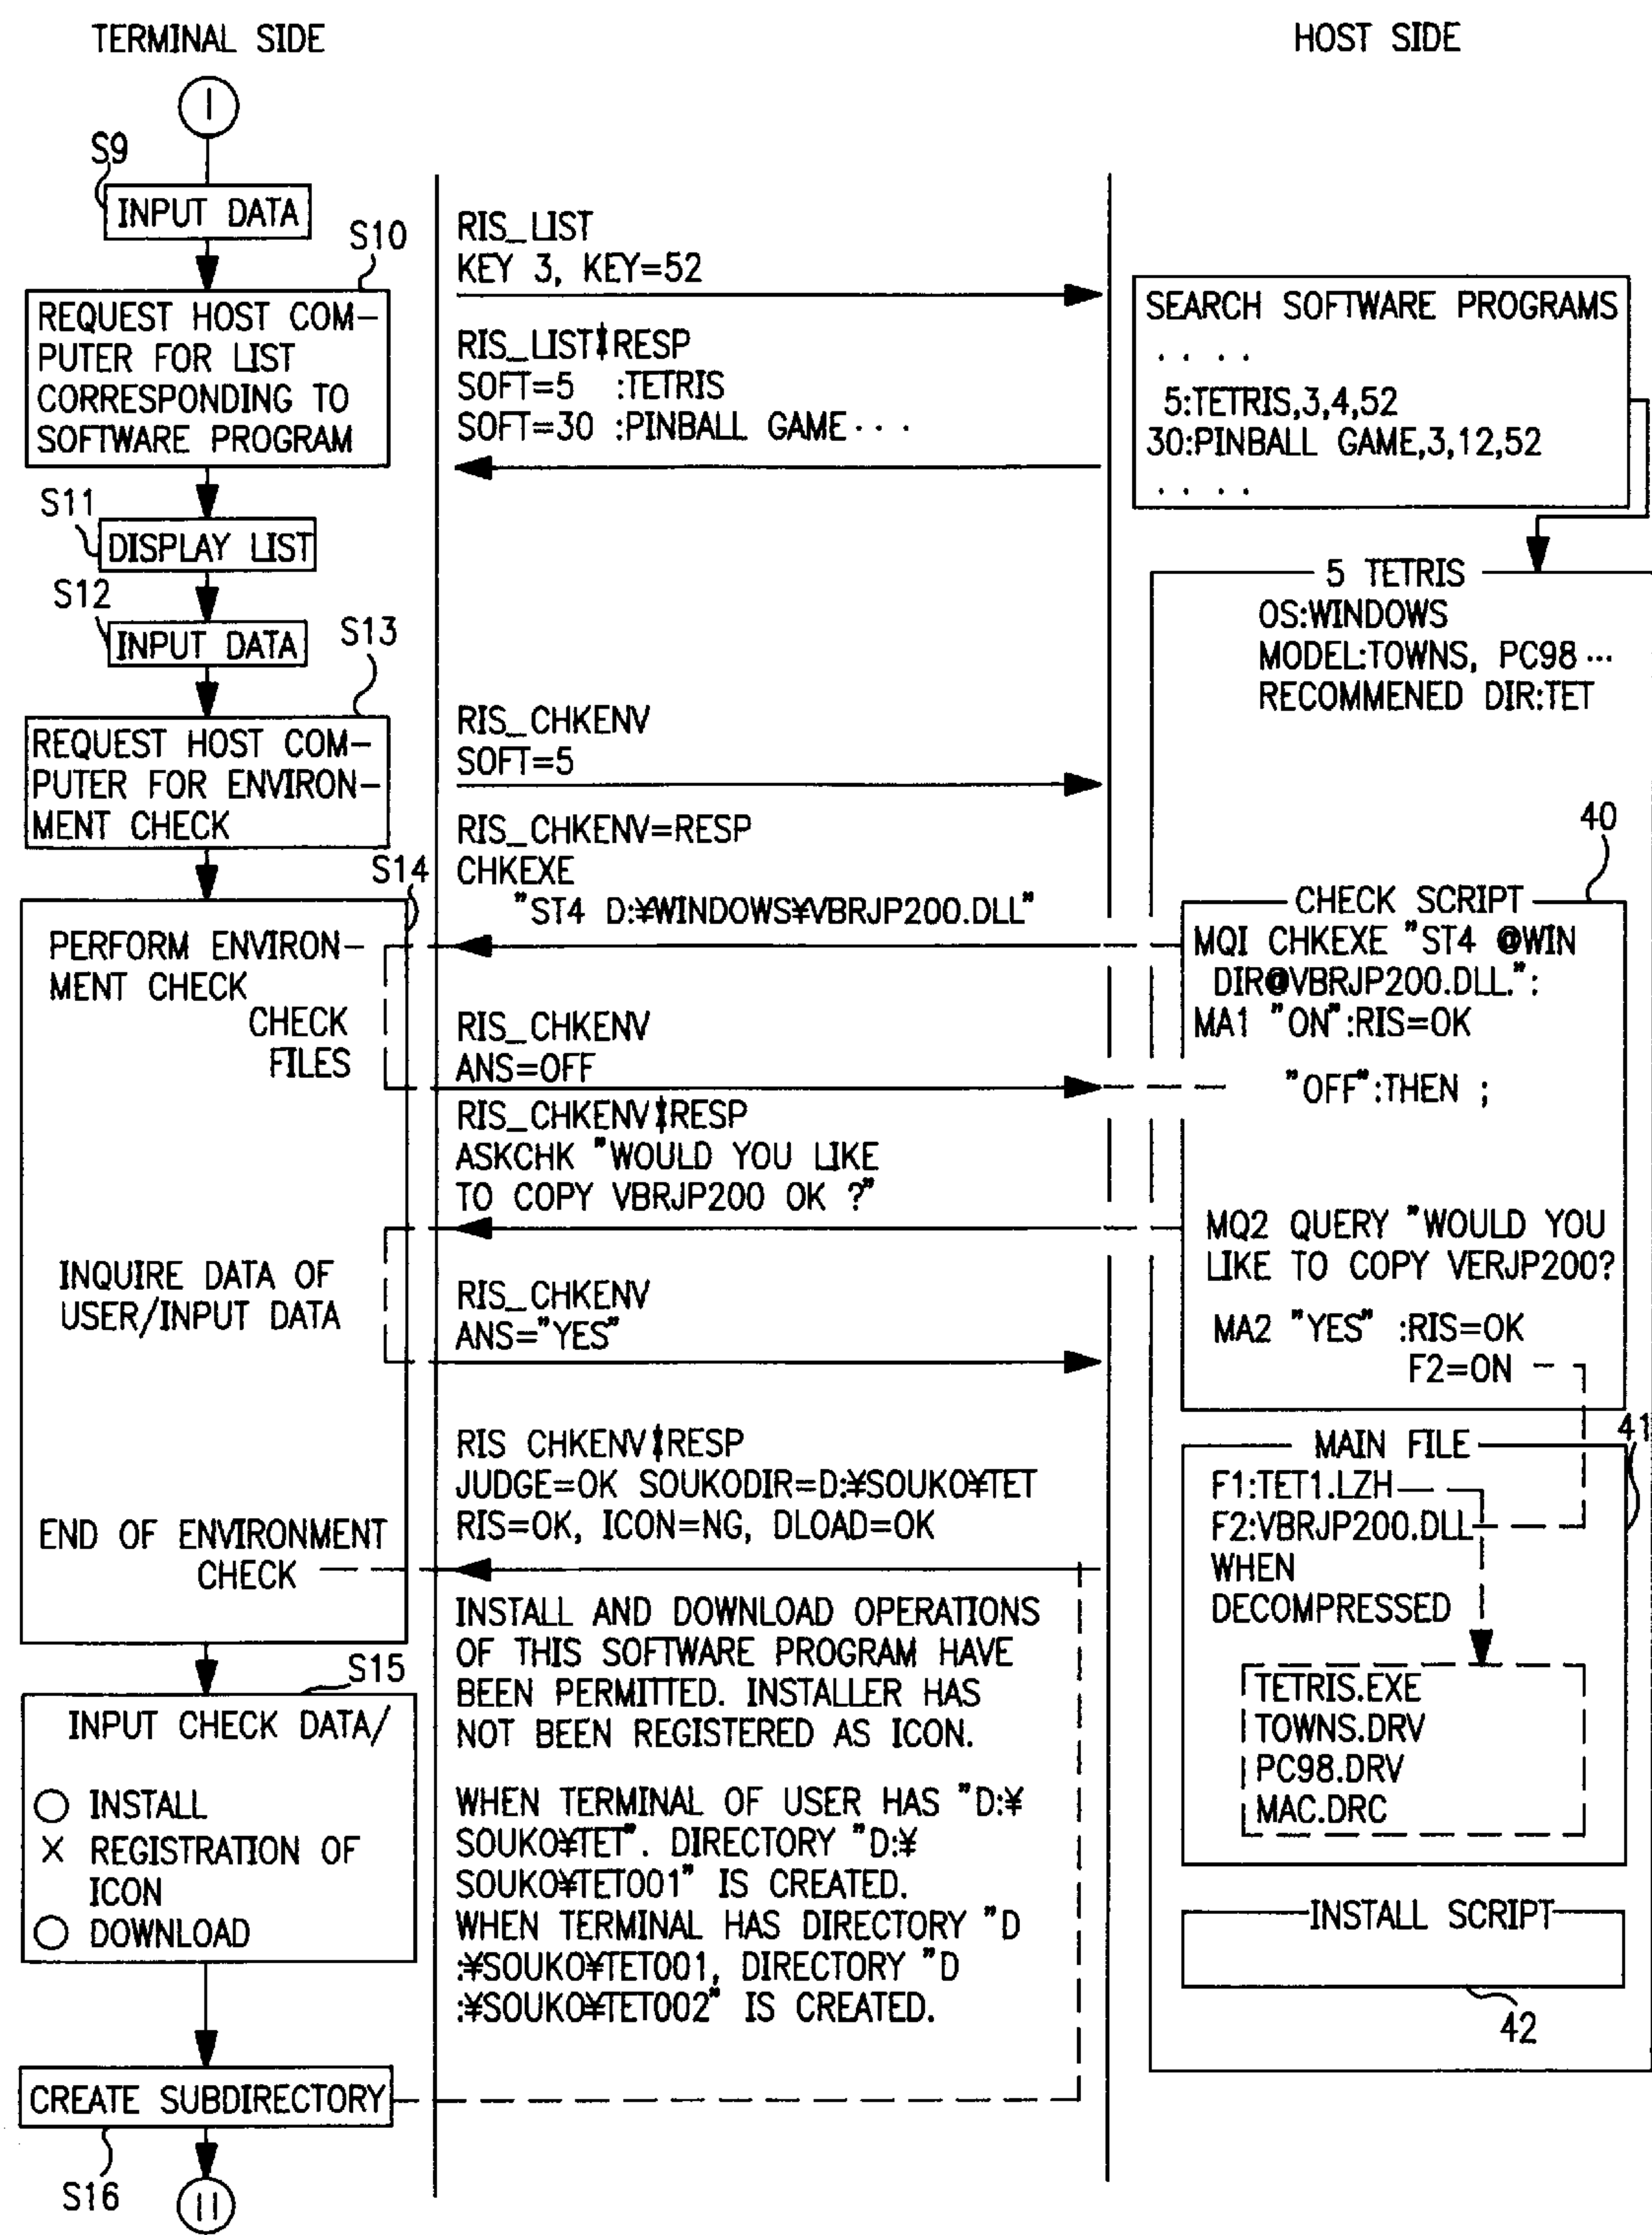 TERMINAL SIDE
HOST SIDE
I
S9
INPUT DATA
S10
REQUEST HOST COM-
PUTER FOR LIST
CORRESPONDING TO
SOFTWARE PROGRAM
S11
DISPLAY LIST
S12
INPUT DATA
S13
REQUEST HOST COM-
PUTER FOR ENVIRON-
MENT CHECK
S14
PERFORM ENVIRON-
MENT CHECK
CHECK
FILES
INQUIRE DATA OF
USER/INPUT DATA
END OF ENVIRONMENT
CHECK
S15
INPUT CHECK DATA/
○ INSTALL
× REGISTRATION OF
ICON
○ DOWNLOAD
CREATE SUBDIRECTORY
S16
II
RIS_LIST
KEY 3, KEY=52
RIS_LIST‡RESP
SOFT=5 :TETRIS
SOFT=30 :PINBALL GAME···
RIS_CHKENV
SOFT=5
RIS_CHKENV=RESP
CHKEXE
"ST4 D:¥WINDOWS¥VBRJP200.DLL"
RIS_CHKENV
ANS=OFF
RIS_CHKENV‡RESP
ASKCHK "WOULD YOU LIKE
TO COPY VBRJP200 OK ?"
RIS_CHKENV
ANS="YES"
RIS CHKENV‡RESP
JUDGE=OK SOUKODIR=D:¥SOUKO¥TET
RIS=OK, ICON=NG, DLOAD=OK
INSTALL AND DOWNLOAD OPERATIONS
OF THIS SOFTWARE PROGRAM HAVE
BEEN PERMITTED. INSTALLER HAS
NOT BEEN REGISTERED AS ICON.
WHEN TERMINAL OF USER HAS "D:¥
SOUKO¥TET". DIRECTORY "D:¥
SOUKO¥TET001" IS CREATED.
WHEN TERMINAL HAS DIRECTORY "D
:¥SOUKO¥TET001, DIRECTORY "D
:¥SOUKO¥TET002" IS CREATED.
SEARCH SOFTWARE PROGRAMS
....
5:TETRIS,3,4,52
30:PINBALL GAME,3,12,52
....
5 TETRIS
OS:WINDOWS
MODEL:TOWNS, PC98···
RECOMMENED DIR:TET
40
CHECK SCRIPT
MQI CHKEXE "ST4 @WIN
DIR@VBRJP200.DLL.":
MA1 "ON":RIS=OK
"OFF":THEN ;
MQ2 QUERY "WOULD YOU
LIKE TO COPY VERJP200?
MA2 "YES" :RIS=OK
F2=ON
41
MAIN FILE
F1:TET1.LZH
F2:VBRJP200.DLL
WHEN
DECOMPRESSED
TETRIS.EXE
TOWNS.DRV
PC98.DRV
MAC.DRC
INSTALL SCRIPT
42